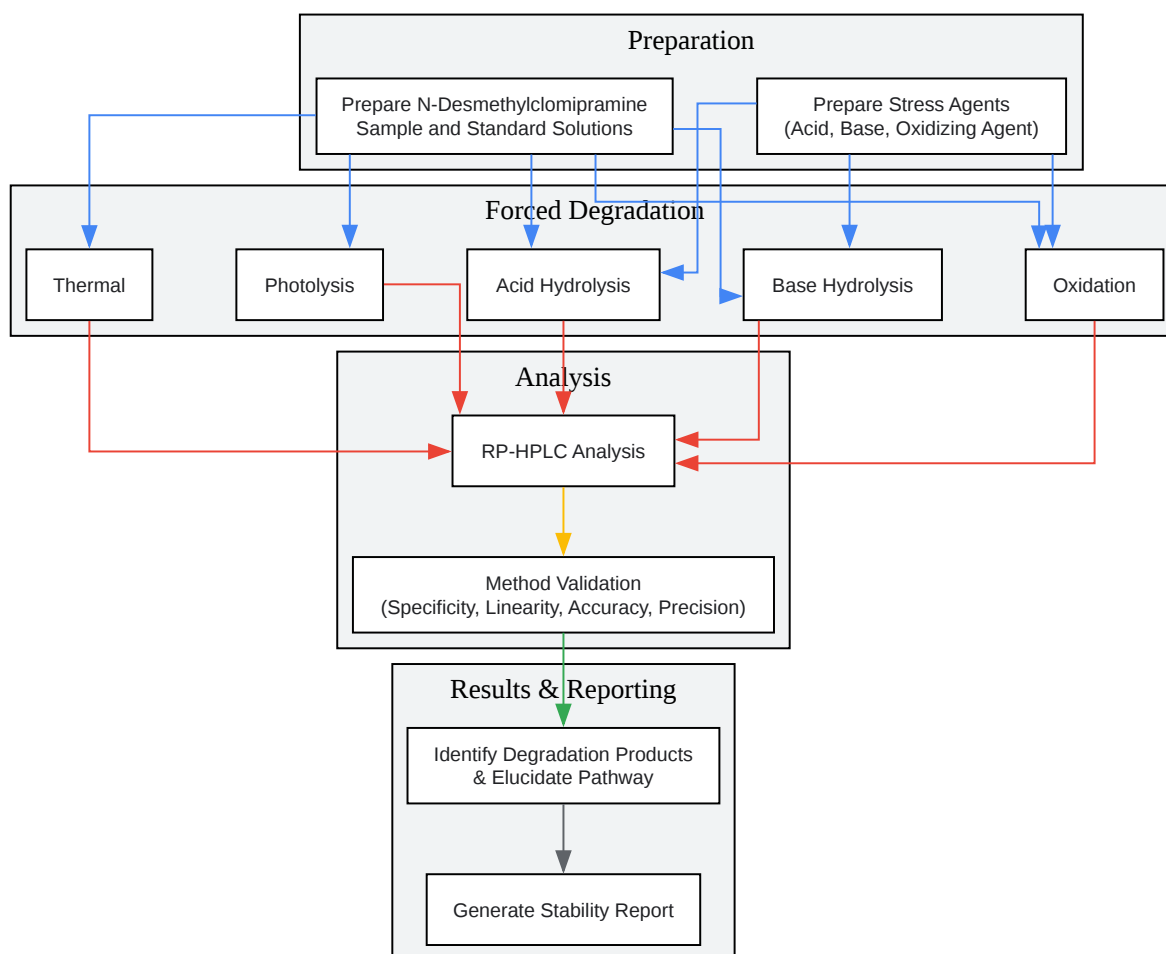 Preparation
Prepare N-Desmethylclomipramine
Sample and Standard Solutions
Prepare Stress Agents
(Acid, Base, Oxidizing Agent)
Forced Degradation
Thermal
Photolysis
Acid Hydrolysis
Base Hydrolysis
Oxidation
Analysis
RP-HPLC Analysis
Method Validation
(Specificity, Linearity, Accuracy, Precision)
Results & Reporting
Identify Degradation Products
& Elucidate Pathway
Generate Stability Report